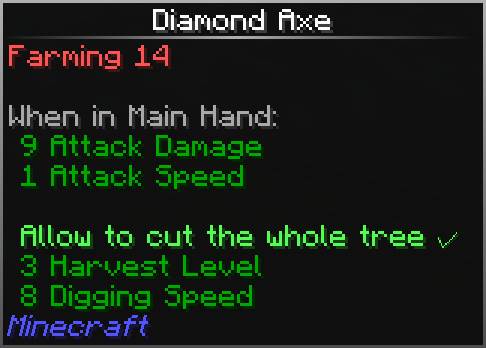 Diamond Axe
Farming 14
When in Main Hand:
9 Attack Damage
1 Attack Speed
Allow to cut the whole tree ✓
3 Harvest Level
8 Digging Speed
Minecraft